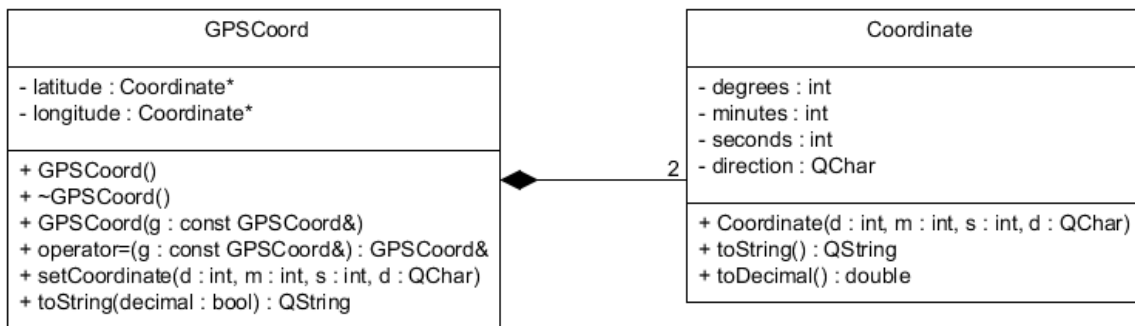 GPSCoord
- latitude : Coordinate*
- longitude : Coordinate*
+ GPSCoord()
+ ~GPSCoord()
+ GPSCoord(g : const GPSCoord&)
+ operator=(g : const GPSCoord&) : GPSCoord&
+ setCoordinate(d : int, m : int, s : int, d : QChar)
+ toString(decimal : bool) : QString
2
Coordinate
- degrees : int
- minutes : int
- seconds : int
- direction : QChar
+ Coordinate(d : int, m : int, s : int, d : QChar)
+ toString() : QString
+ toDecimal() : double